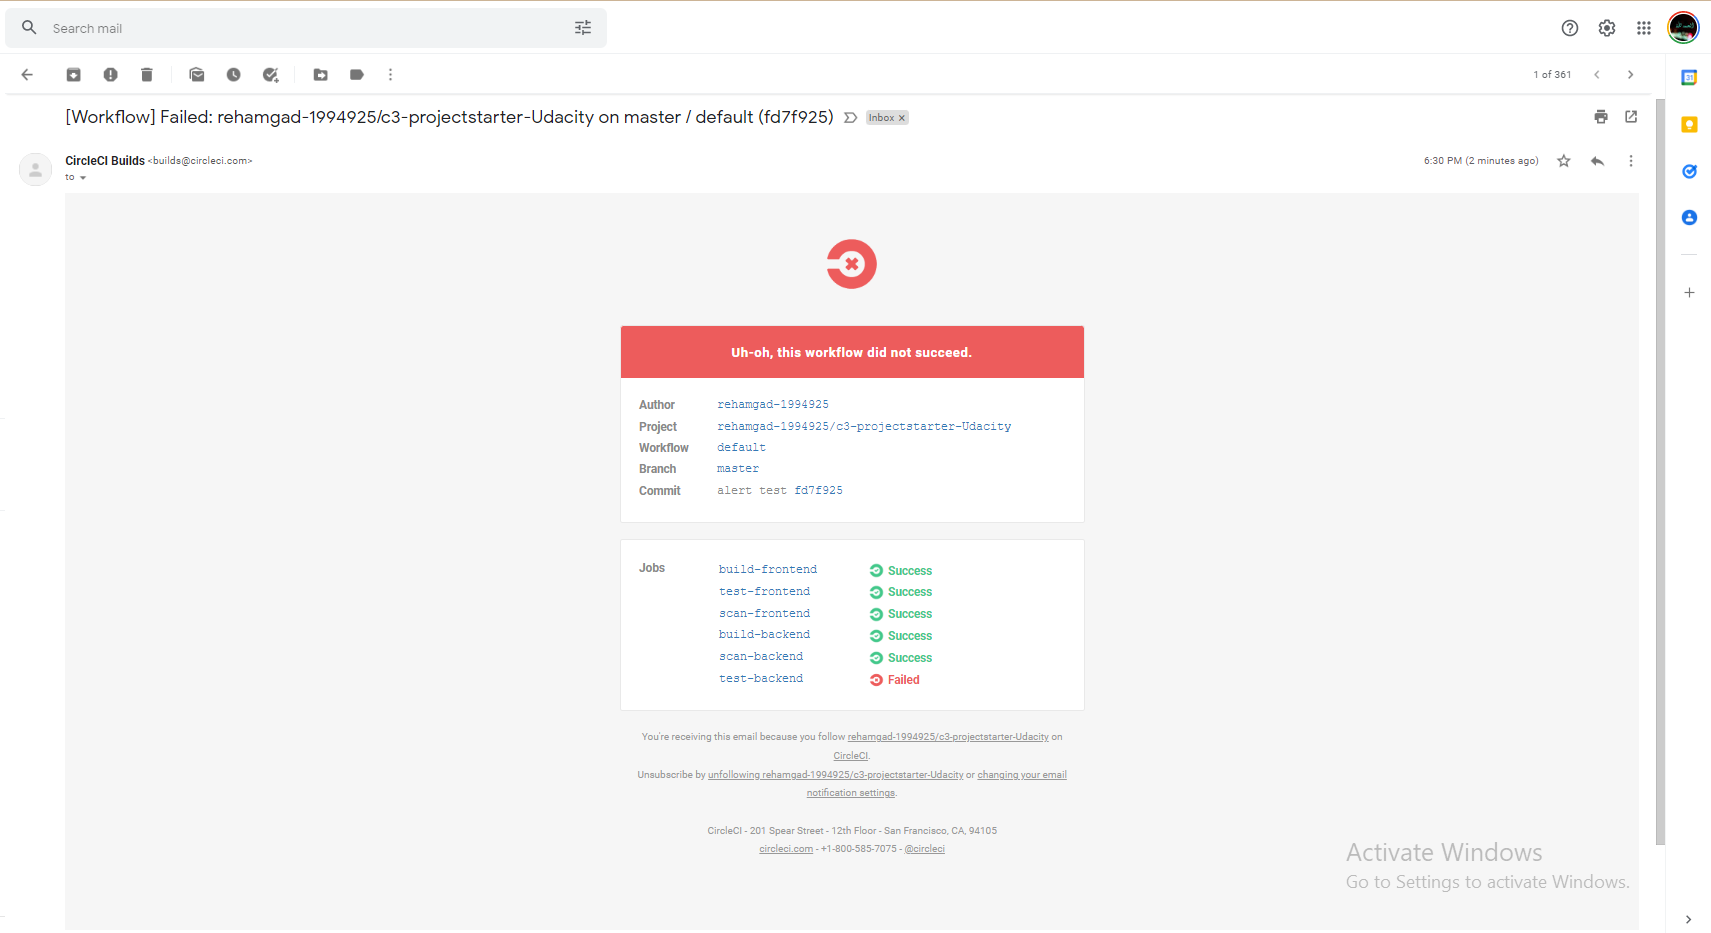 Search mail
1 of 361
[Workflow] Failed: rehamgad-1994925/c3-projectstarter-Udacity on master / default (fd7f925)
Inbox ×
CircleCI Builds <builds@circleci.com>
6:30 PM (2 minutes ago)
to
31
Uh-oh, this workflow did not succeed.
Author rehamgad-1994925
Project rehamgad-1994925/c3-projectstarter-Udacity
Workflow default
Branch master
Commit alert test fd7f925
Jobs build-frontend Success
test-frontend Success
scan-frontend Success
build-backend Success
scan-backend Success
test-backend Failed
You're receiving this email because you follow rehamgad-1994925/c3-projectstarter-Udacity on
CircleCI.
Unsubscribe by unfollowing rehamgad-1994925/c3-projectstarter-Udacity or changing your email
notification settings.
CircleCI - 201 Spear Street - 12th Floor - San Francisco, CA, 94105
circleci.com - +1-800-585-7075 - @circleci
Activate Windows
Go to Settings to activate Windows.